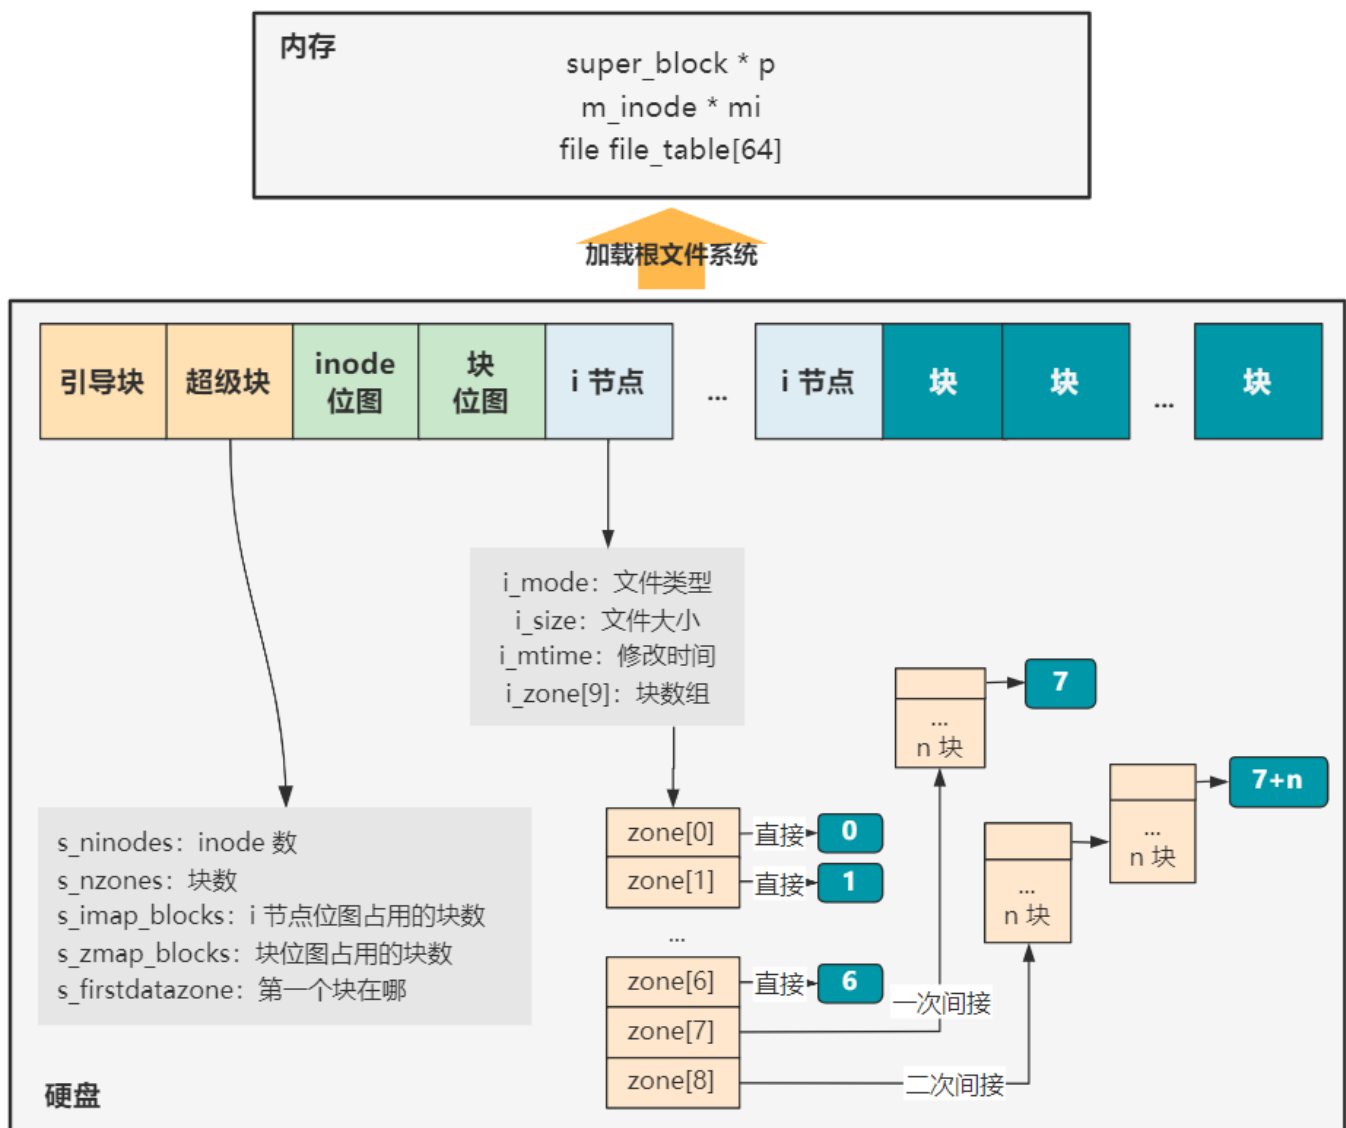 内存
super_block * p
m_inode * mi
file file_table[64]
加载根文件系统
引导块
超级块
inode
位图
块
位图
i 节点
...
i 节点
块
块
...
块
i_mode：文件类型
i_size：文件大小
i_mtime：修改时间
i_zone[9]：块数组
s_ninodes：inode 数
s_nzones：块数
s_imap_blocks：i 节点位图占用的块数
s_zmap_blocks：块位图占用的块数
s_firstdatazone：第一个块在哪
zone[0]
直接
0
zone[1]
直接
1
...
zone[6]
直接
6
zone[7]
一次间接
...
n 块
7
zone[8]
二次间接
...
n 块
...
n 块
7+n
硬盘